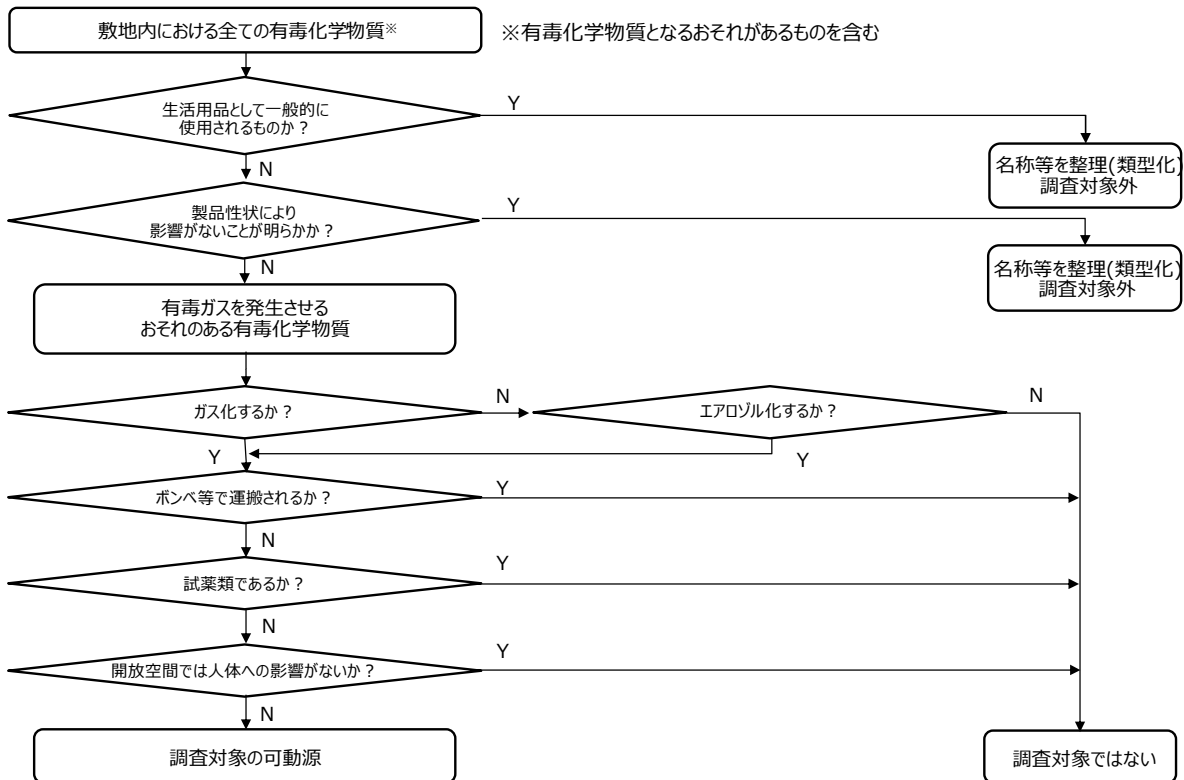 敷地内における全ての有毒化学物質※
※有毒化学物質となるおそれがあるものを含む
生活用品として一般的に
使用されるものか？
Y
N
名称等を整理(類型化)
調査対象外
製品性状により
影響がないことが明らかか？
Y
N
名称等を整理(類型化)
調査対象外
有毒ガスを発生させる
おそれのある有毒化学物質
ガス化するか？
N
エアロゾル化するか？
N
Y
Y
ボンベ等で運搬されるか？
Y
N
試薬類であるか？
Y
N
開放空間では人体への影響がないか？
Y
N
調査対象の可動源
調査対象ではない